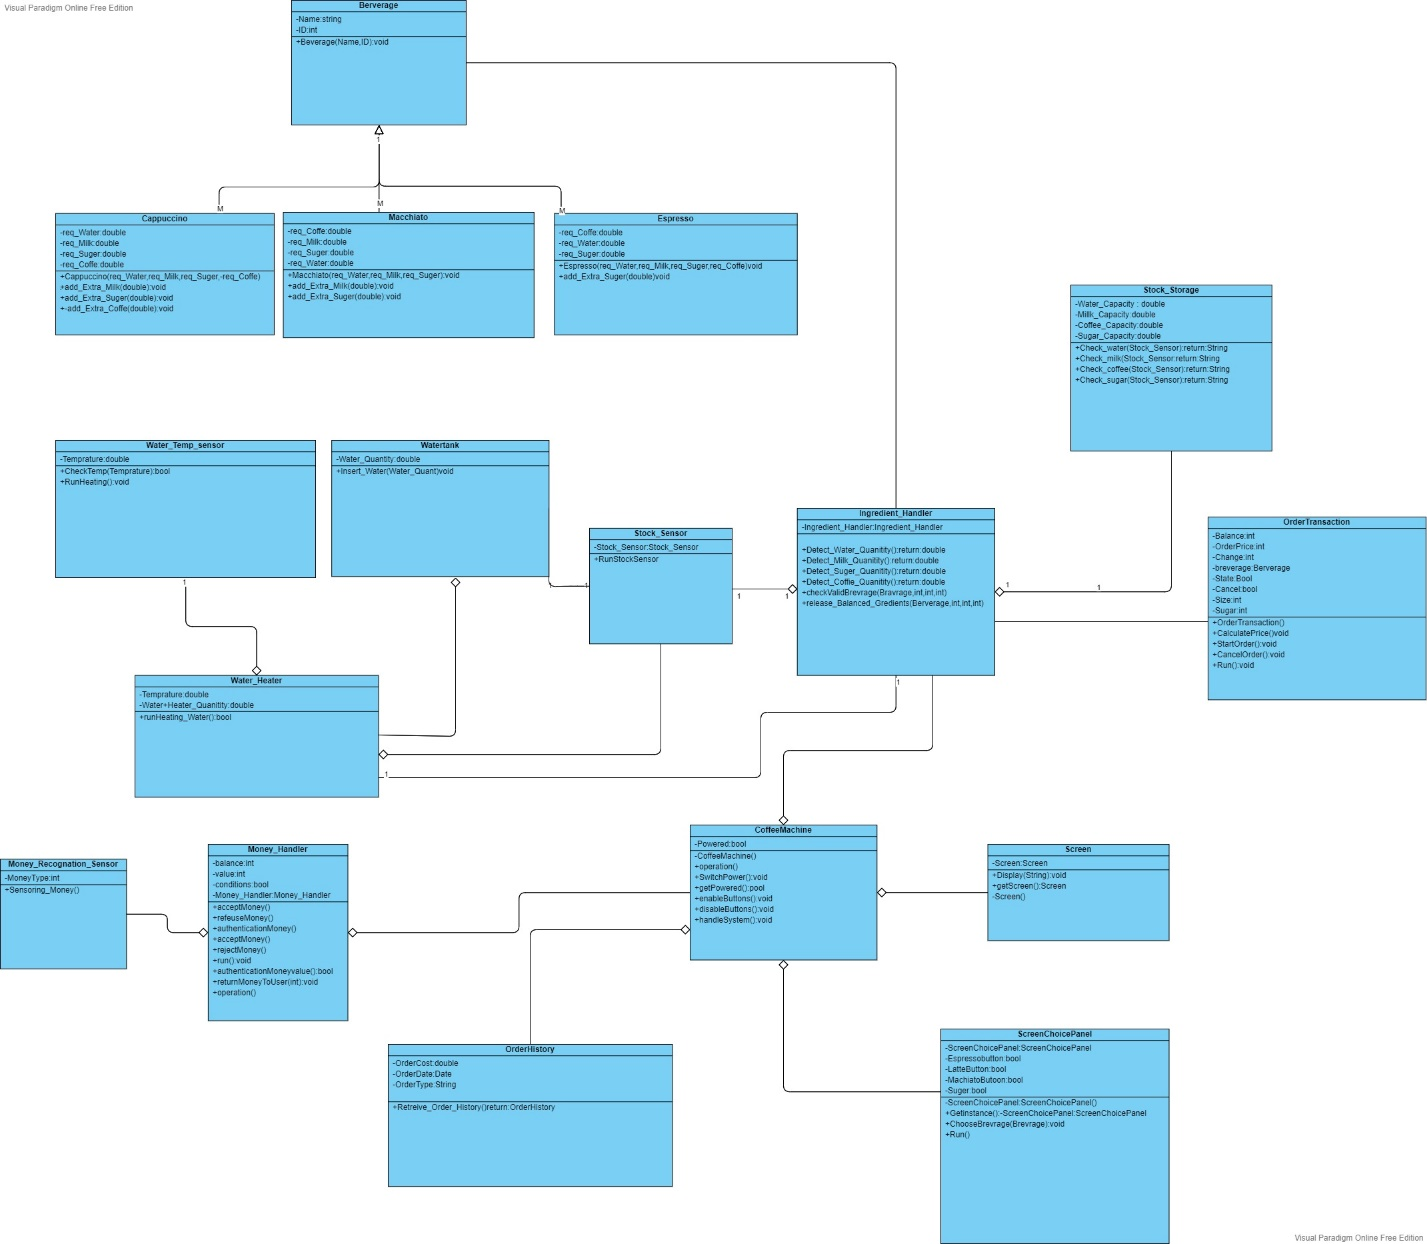 Visual Paradigm Online Free Edition
Berverage
-Name:string
-ID:int
+Beverage(Name,ID):void
1
M
M
M
Cappuccino
-req_Water:double
-req_Milk:double
-req_Suger:double
-req_Coffe:double
+Cappuccino(req_Water,req_Milk,req_Suger,-req_Coffe)
+add_Extra_Milk(double):void
+add_Extra_Suger(double):void
+-add_Extra_Coffe(double):void
Macchiato
-req_Coffe:double
-req_Milk:double
-req_Suger:double
-req_Water:double
+Macchiato(req_Water,req_Milk,req_Suger):void
+add_Extra_Milk(double):void
+add_Extra_Suger(double):void
Espresso
-req_Coffe:double
-req_Water:double
-req_Suger:double
+Espresso(req_Water,req_Milk,req_Suger,req_Coffe)void
+add_Extra_Suger(double)void
Stock_Storage
-Water_Capacity : double
-Millk_Capacity:double
-Coffee_Capacity:double
-Sugar_Capacity:double
+Check_water(Stock_Sensor):return:String
+Check_milk(Stock_Sensor:return:String
+Check_coffee(Stock_Sensor):return:String
+Check_sugar(Stock_Sensor):return:String
Water_Temp_sensor
-Temprature:double
+CheckTemp(Temprature):bool
+RunHeating():void
1
Watertank
-Water_Quantity:double
+Insert_Water(Water_Quant)void
1
1
Stock_Sensor
-Stock_Sensor:Stock_Sensor
+RunStockSensor
1
1
Ingredient_Handler
-Ingredient_Handler:Ingredient_Handler
+Detect_Water_Quanitity():return:double
+Detect_Milk_Quanitity():return:double
+Detect_Suger_Quanitity():return:double
+Detect_Coffie_Quanitity():return:double
+checkValidBrevrage(Bravrage,int,int,int)
+release_Balanced_Gredients(Berverage,int,int,int)
1
1
1
OrderTransaction
-Balance:int
-OrderPrice:int
-Change:int
-breverage:Berverage
-State:Bool
-Cancel:bool
-Size:int
-Sugar:int
+OrderTransaction()
+CalculatePrice()void
+StartOrder():void
+CancelOrder():void
+Run():void
Water_Heater
-Temprature:double
-Water+Heater_Quanitity:double
+runHeating_Water():bool
1
CoffeeMachine
-Powered:bool
-CoffeeMachine()
+operation()
+SwitchPower():void
+getPowered():pool
+enableButtons():void
+disableButtons():void
+handleSystem():void
Money_Recognation_Sensor
-MoneyType:int
+Sensoring_Money()
Money_Handler
-balance:int
-value:int
-conditions:bool
-Money_Handler:Money_Handler
+acceptMoney()
+refeuseMoney()
+authenticationMoney()
+acceptMoney()
+rejectMoney()
+run():void
+authenticationMoneyvalue():bool
+returnMoneyToUser(int):void
+operation()
Screen
-Screen:Screen
+Display(String):void
+getScreen():Screen
-Screen()
OrderHistory
-OrderCost:double
-OrderDate:Date
-OrderType:String
+Retreive_Order_History()return:OrderHistory
ScreenChoicePanel
-ScreenChoicePanel:ScreenChoicePanel
-Espressobutton:bool
-LatteButton:bool
-MachiatoButoon:bool
-Suger:bool
-ScreenChoicePanel:ScreenChoicePanel()
+Getinstance():-ScreenChoicePanel:ScreenChoicePanel
+ChooseBrevrage(Brevrage):void
+Run()
Visual Paradigm Online Free Edition